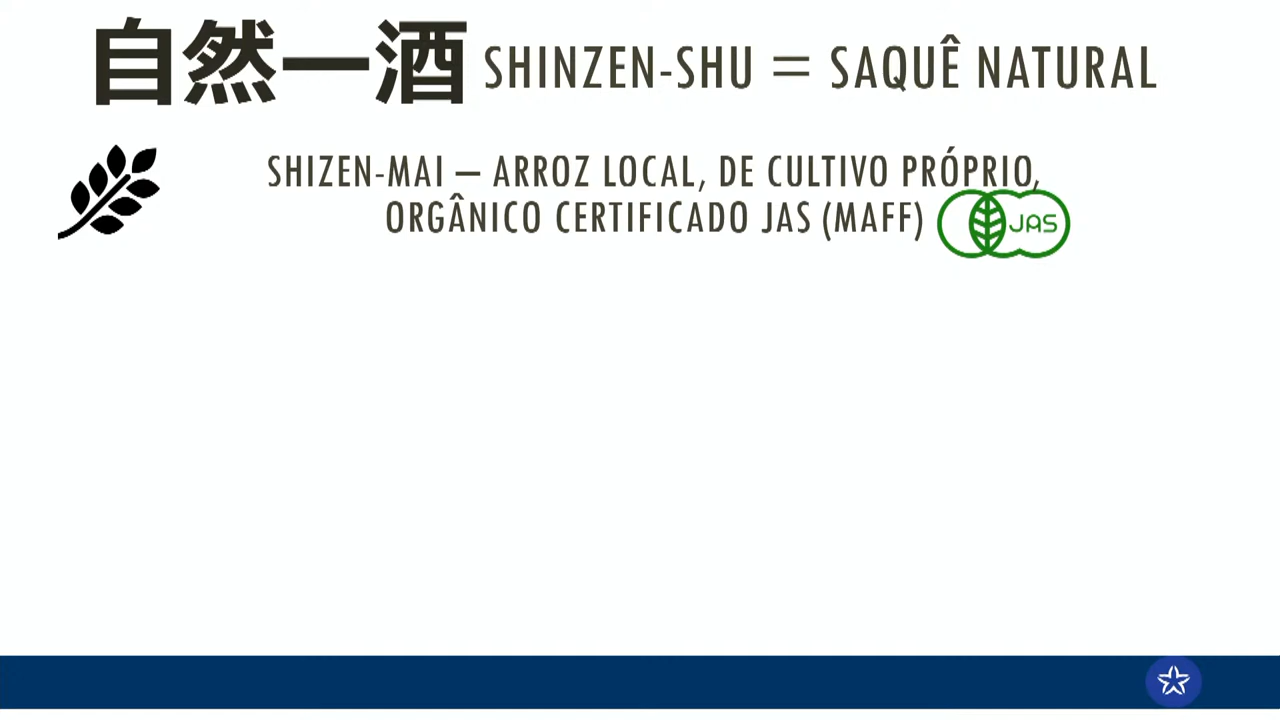 自然一酒 SHINZEN-SHU = SAQUÊ NATURAL
SHIZEN-MAI – ARROZ LOCAL, DE CULTIVO PRÓPRIO,
ORGÂNICO CERTIFICADO JAS (MAFF)
JAS